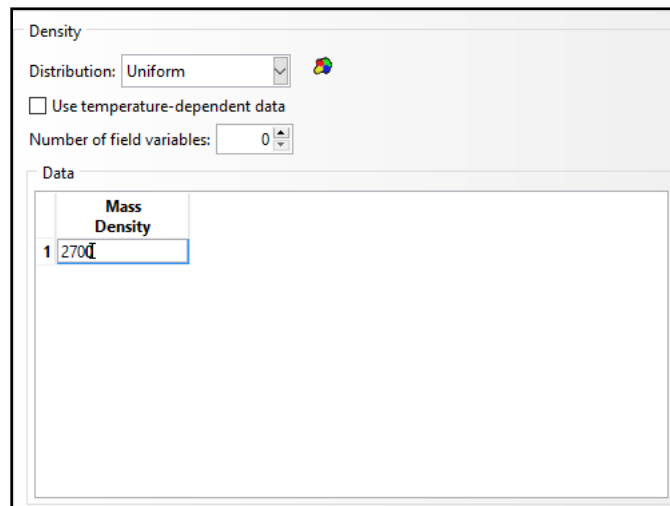 Density
Distribution: Uniform
Use temperature-dependent data
Number of field variables: 0
Data
Mass
Density
1 2700